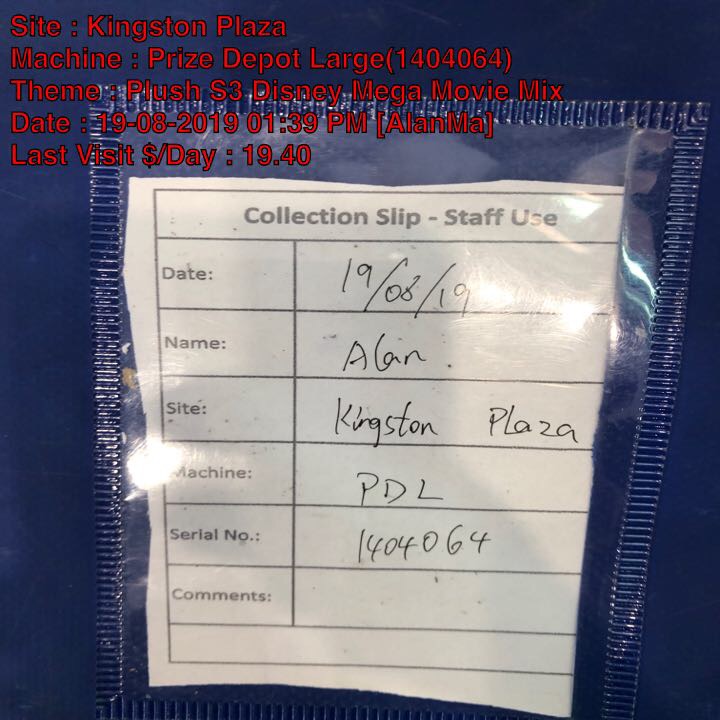 Site : Kingston Plaza
Machine : Prize Depot Large(1404064)
Theme : Plush S3 Disney Mega Movie Mix
Date : 19-08-2019 01:39 PM [AlanMa]
Last Visit $/Day : 19.40
Collection Slip - Staff Use
Date: 19/08/19
Name: Alan
Site: Kingston Plaza
Machine: PDL
Serial No.: 1404064
Comments: